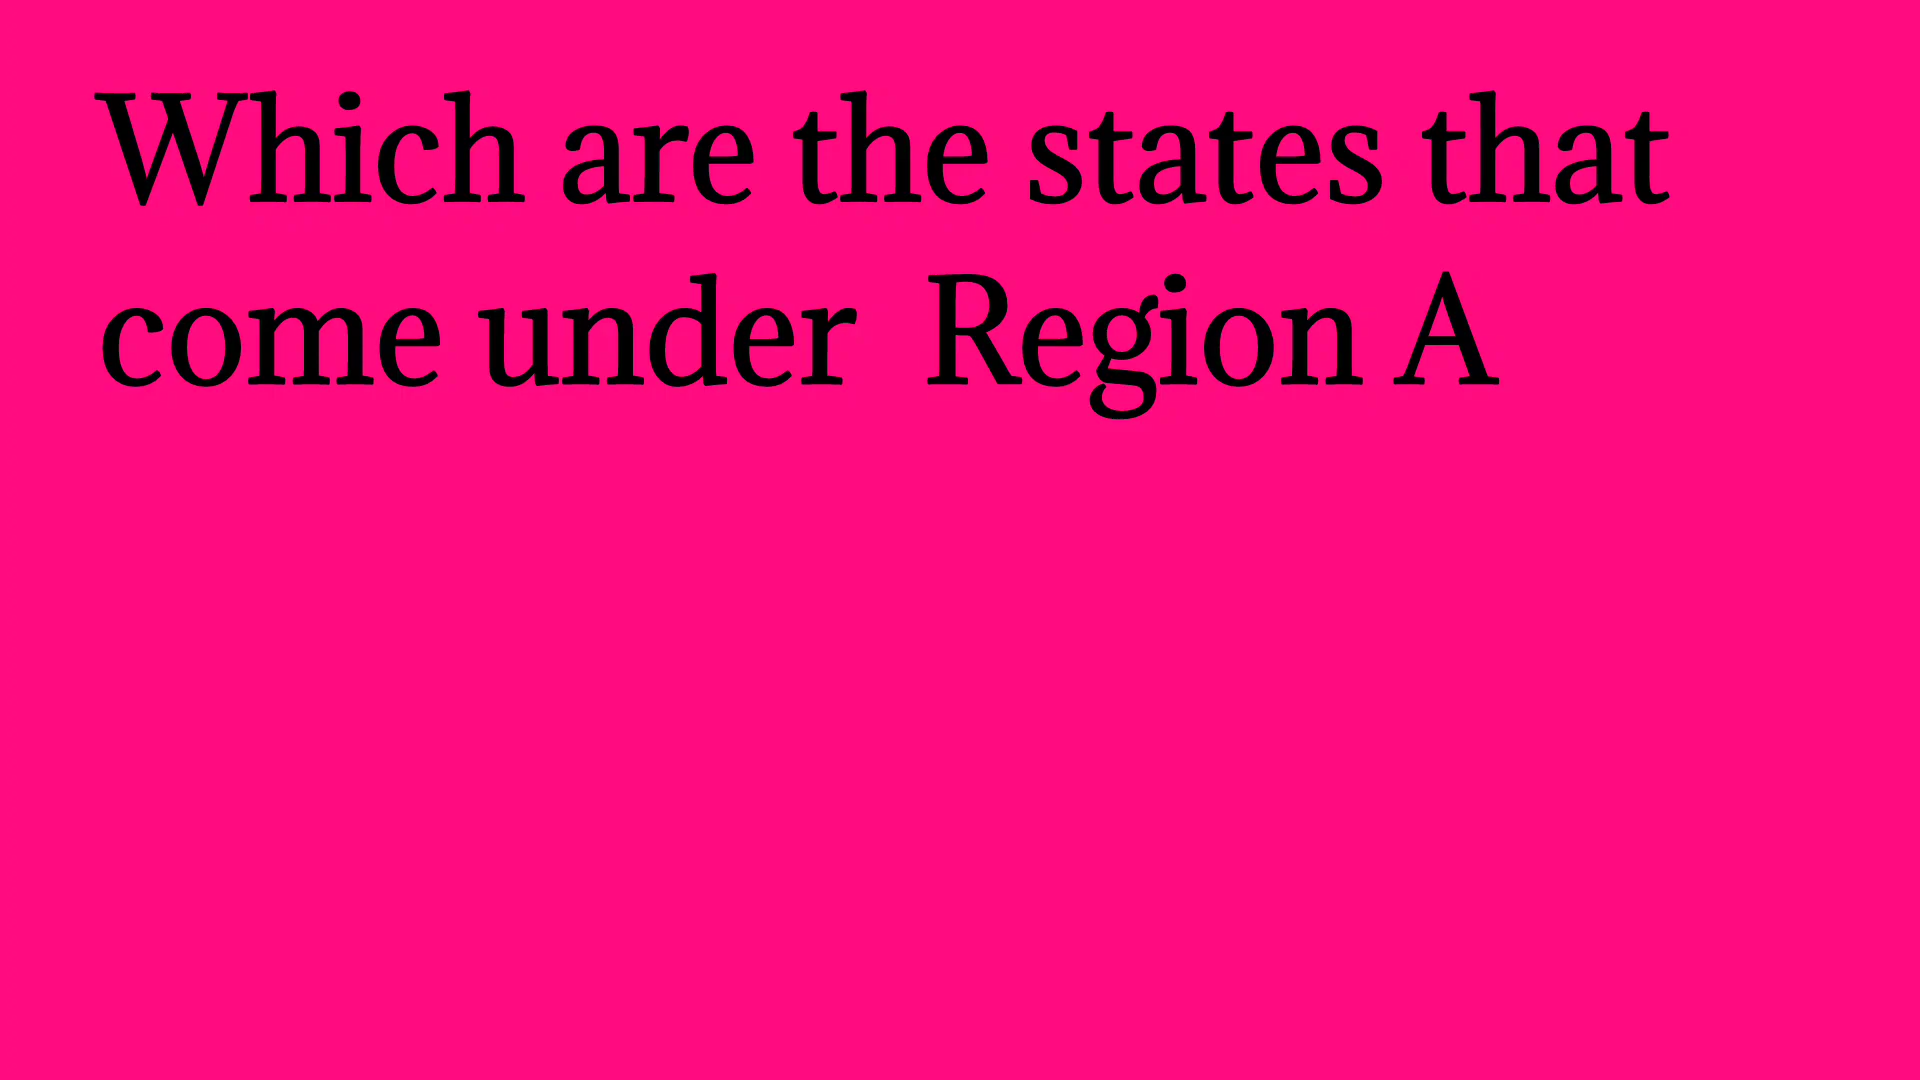 Which are the states that
come under  Region A